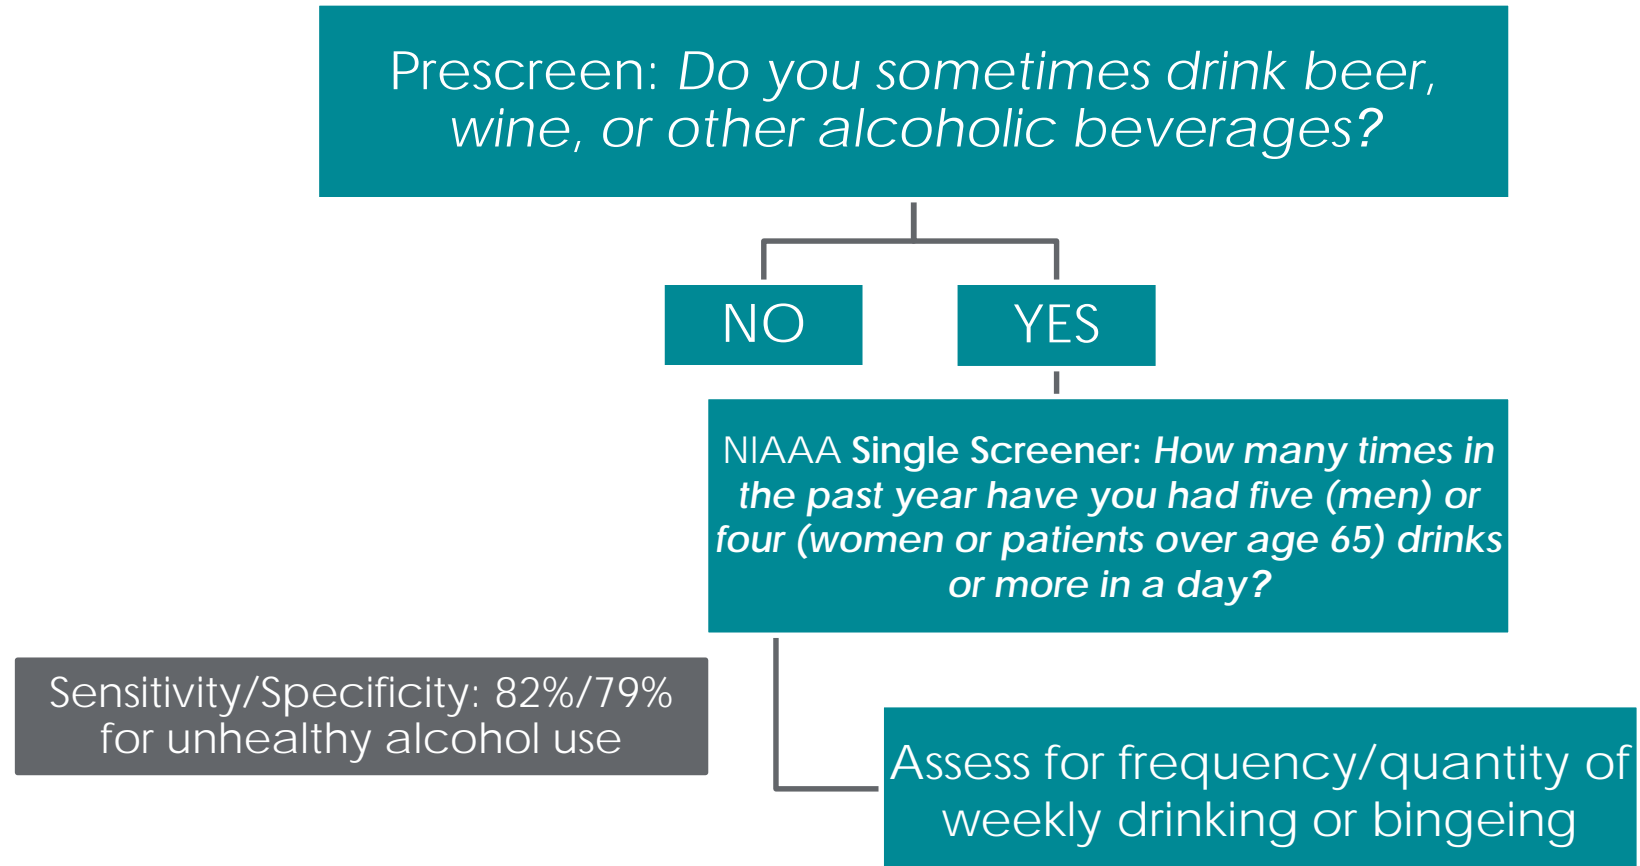 Prescreen: Do you sometimes drink beer,
wine, or other alcoholic beverages?
NO
YES
NIAAA Single Screener: How many times in
the past year have you had five (men) or
four (women or patients over age 65) drinks
or more in a day?
Sensitivity/Specificity: 82%/79%
for unhealthy alcohol use
Assess for frequency/quantity of
weekly drinking or bingeing